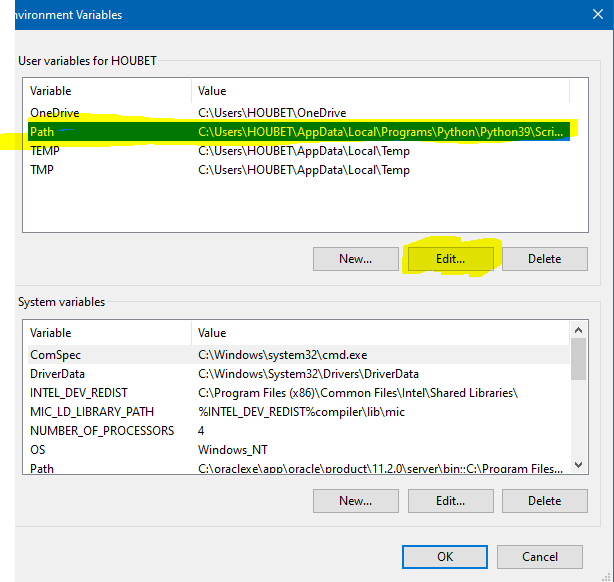 nvironment Variables
User variables for HOUBET
Variable Value
OneDrive C:\Users\HOUBET\OneDrive
Path C:\Users\HOUBET\AppData\Local\Programs\Python\Python39\Scri...
TEMP C:\Users\HOUBET\AppData\Local\Temp
TMP C:\Users\HOUBET\AppData\Local\Temp
New... Edit... Delete
System variables
Variable Value
ComSpec C:\Windows\system32\cmd.exe
DriverData C:\Windows\System32\Drivers\DriverData
INTEL_DEV_REDIST C:\Program Files (x86)\Common Files\Intel\Shared Libraries\
MIC_LD_LIBRARY_PATH %INTEL_DEV_REDIST%compiler\lib\mic
NUMBER_OF_PROCESSORS 4
OS Windows_NT
Path C:\oraclexe\app\oracle\product\11.2.0\server\bin;:C:\Program Files...
New... Edit... Delete
OK Cancel